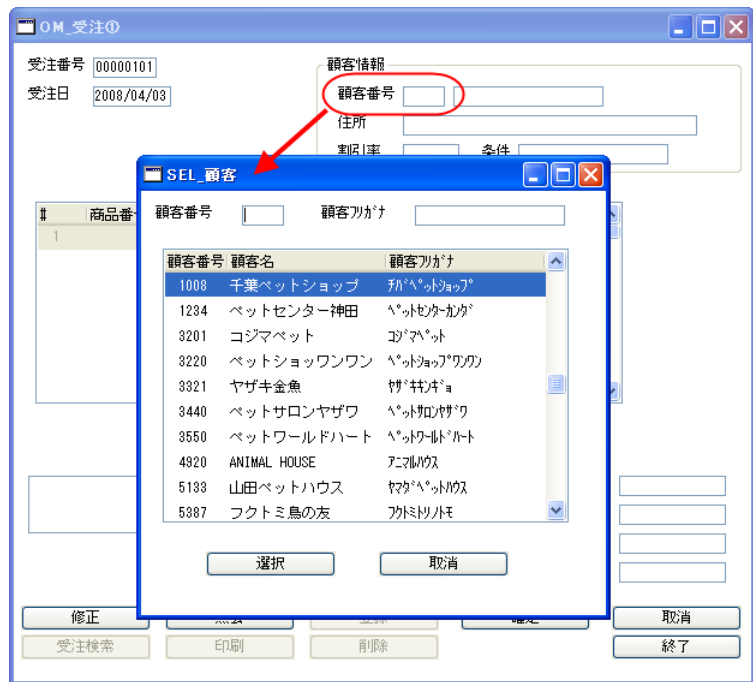 OM_受注①
受注番号 00000101
受注日 2008/04/03
顧客情報
顧客番号
住所
割引率 条件
SEL_顧客
顧客番号 顧客ﾌﾘｶﾞﾅ
# 商品番
1
顧客番号 顧客名 顧客ﾌﾘｶﾞﾅ
1008 千葉ペットショップ ﾁﾊﾞﾍﾟｯﾄｼｮｯﾌﾟ
1234 ペットセンター神田 ﾍﾟｯﾄｾﾝﾀｰｶﾝﾀﾞ
3201 コジマペット ｺｼﾞﾏﾍﾟｯﾄ
3220 ペットショッワンワン ﾍﾟｯﾄｼｮｯﾌﾟﾜﾝﾜﾝ
3321 ヤザキ金魚 ﾔｻﾞｷｷﾝｷﾞｮ
3440 ペットサロンヤザワ ﾍﾟｯﾄｻﾛﾝﾔｻﾞﾜ
3550 ペットワールドハート ﾍﾟｯﾄﾜｰﾙﾄﾞﾊｰﾄ
4920 ANIMAL HOUSE ｱﾆﾏﾙﾊｳｽ
5133 山田ペットハウス ﾔﾏﾀﾞﾍﾟｯﾄﾊｳｽ
5387 フクトミ鳥の友 ﾌｸﾄﾐﾄﾘﾉﾄﾓ
選択 取消
修正 取消
受注検索 印刷 削除 終了